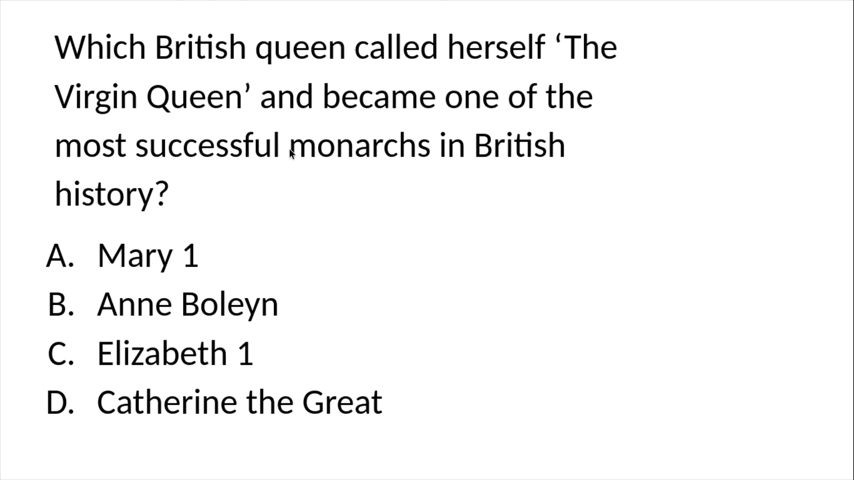 Which British queen called herself ‘The
Virgin Queen’ and became one of the
most successful monarchs in British
history?
A. Mary 1
B. Anne Boleyn
C. Elizabeth 1
D. Catherine the Great